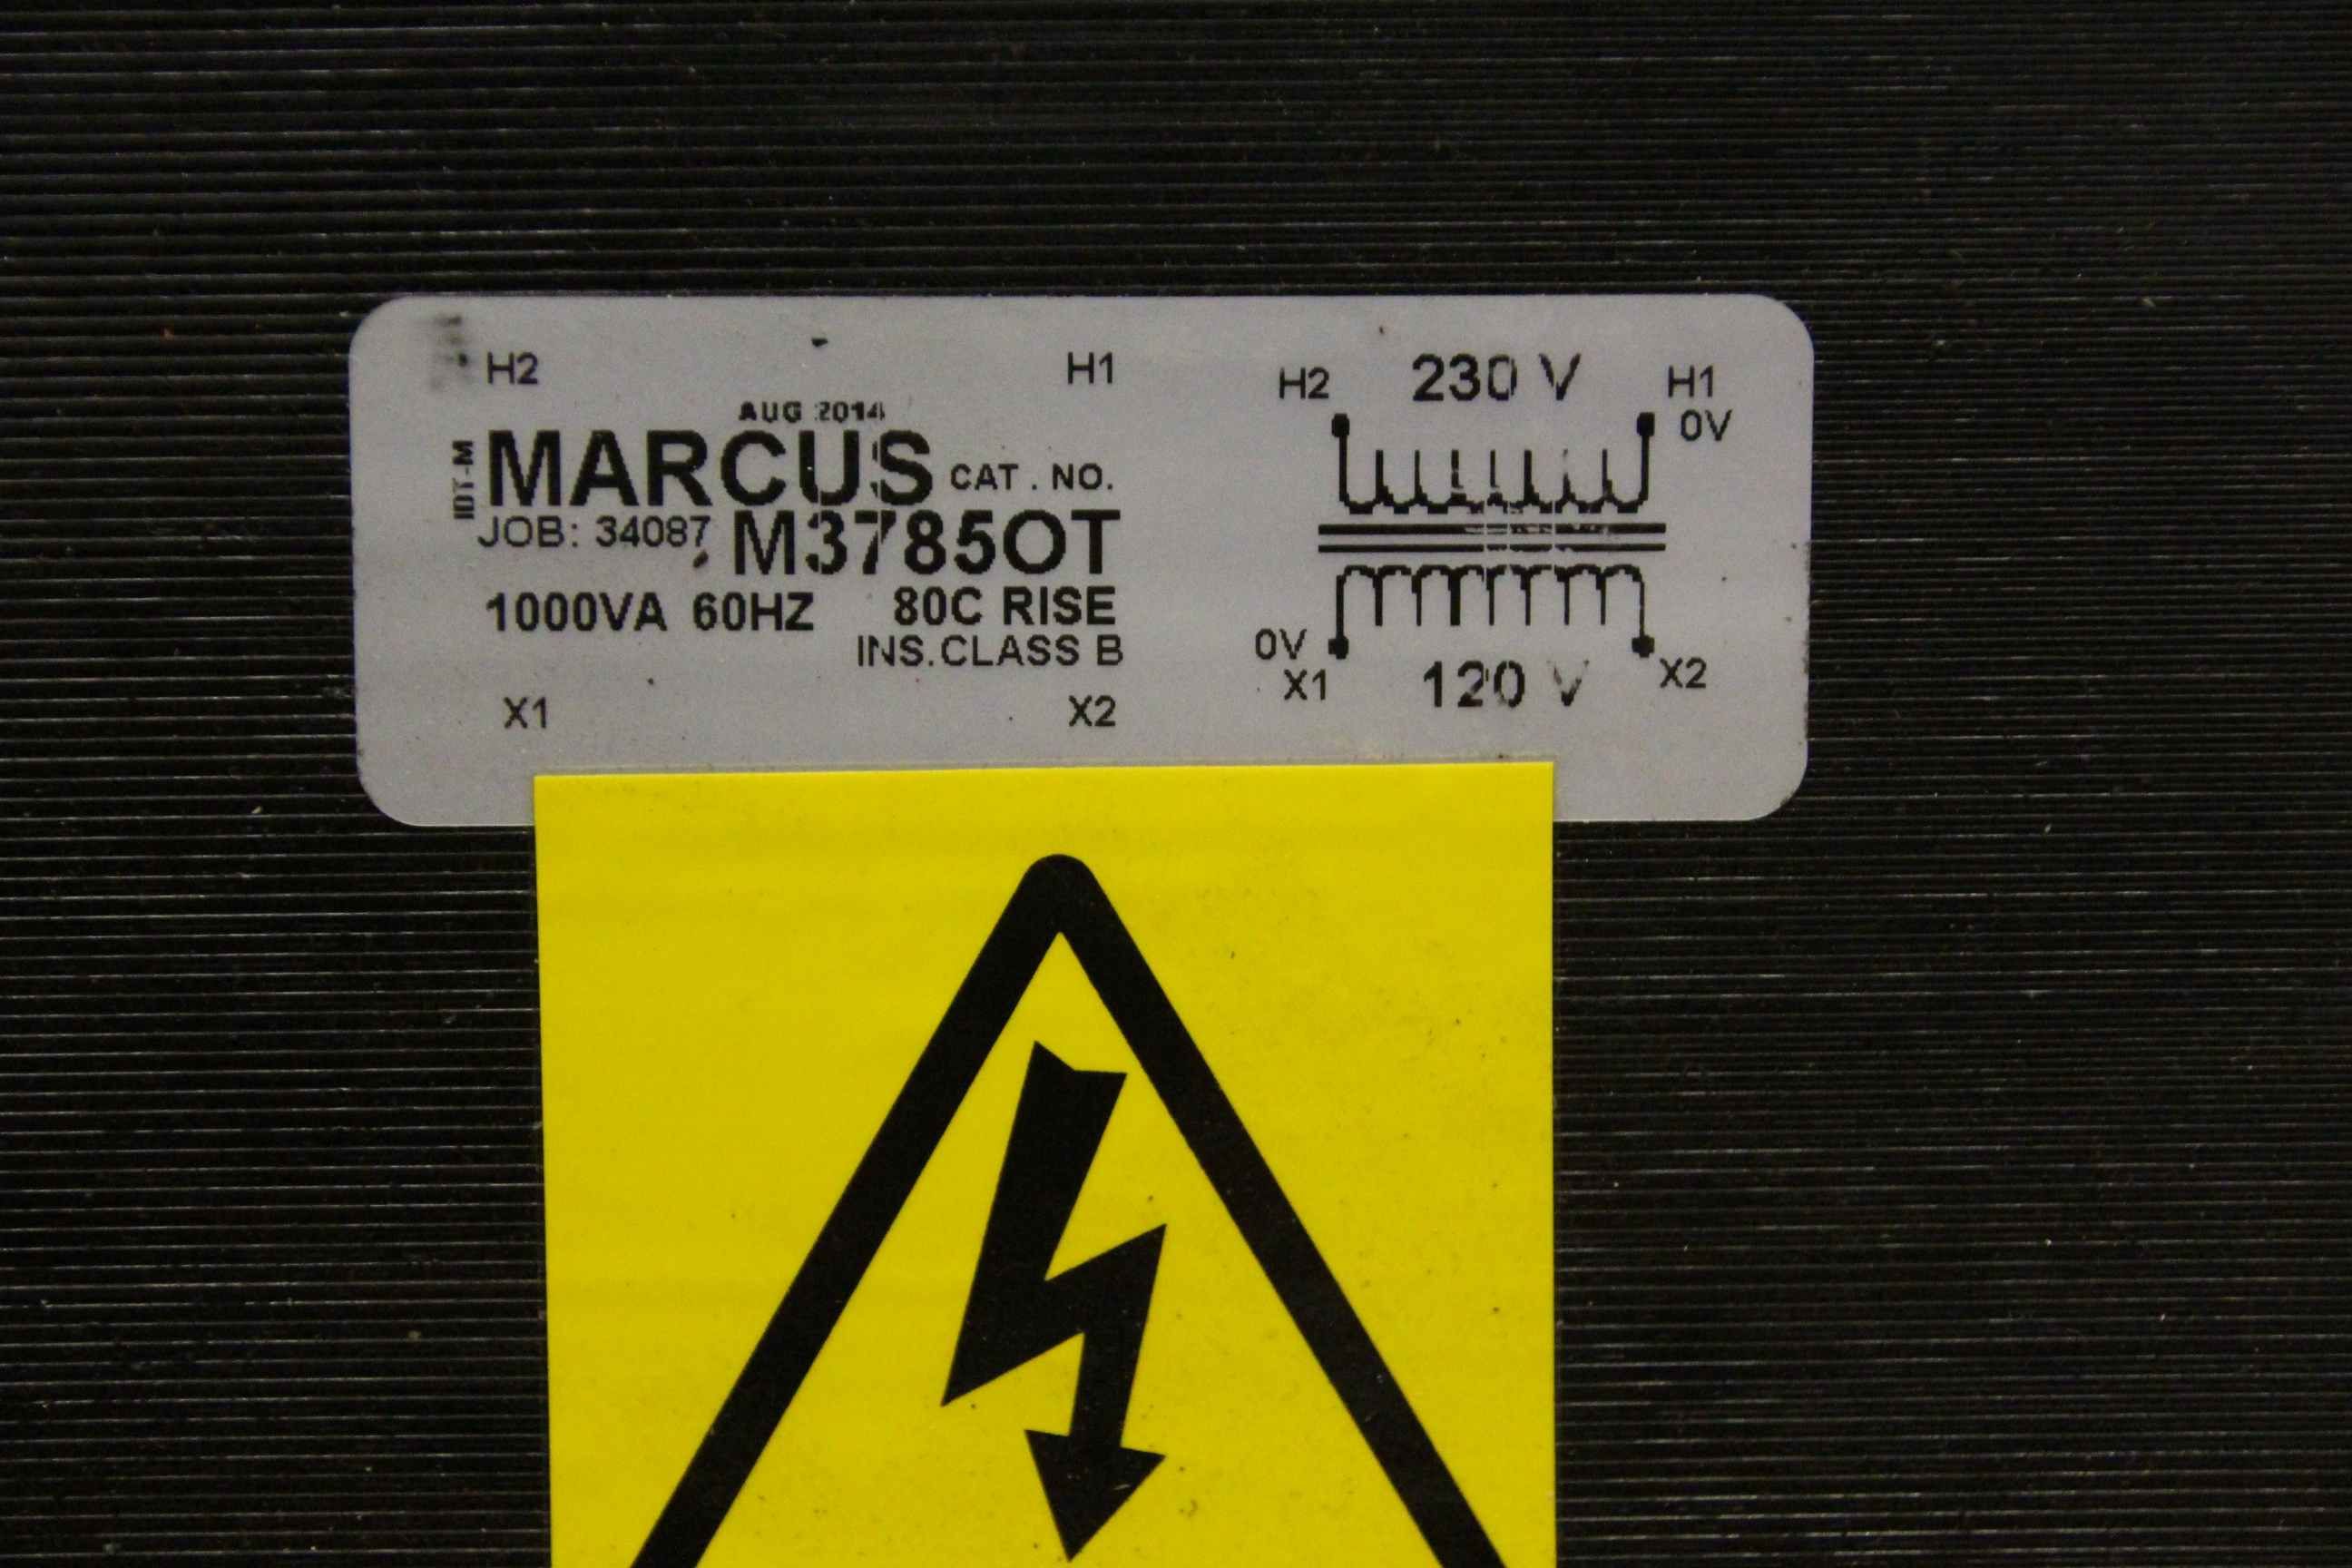 H2 H1
AUG 2014
IDT-M
MARCUS CAT. NO.
JOB: 34087 M3785OT
1000VA 60HZ 80C RISE
INS.CLASS B
X1 X2
H2 230 V H1
0V
0V
X1 120 V X2